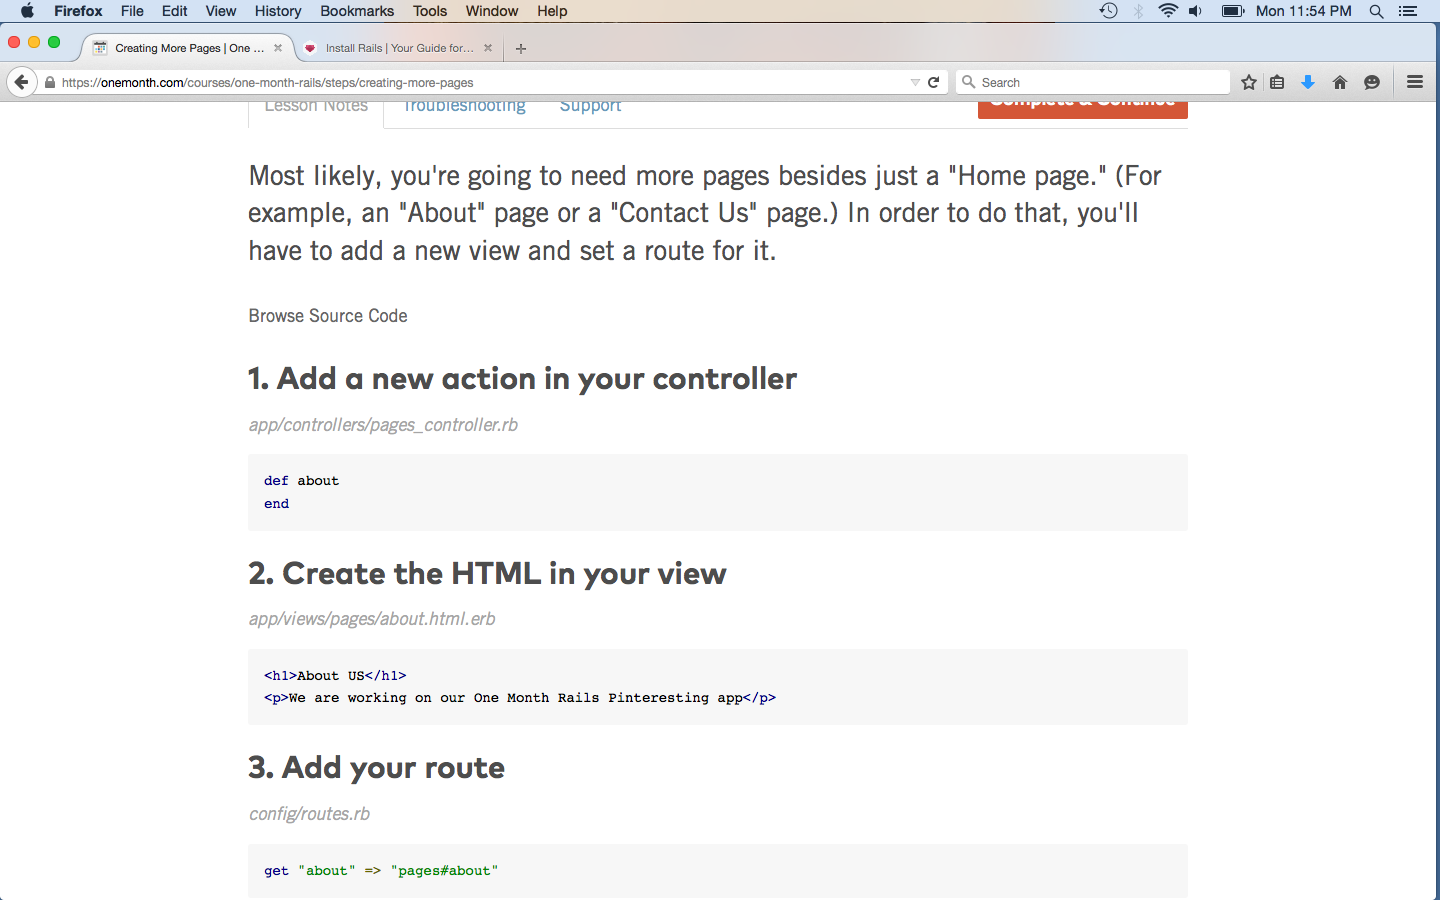 Firefox File Edit View History Bookmarks Tools Window Help Mon 11:54 PM
Creating More Pages | One ... Install Rails | Your Guide for...
https://onemonth.com/courses/one-month-rails/steps/creating-more-pages Search
Lesson Notes Troubleshooting Support Complete & Continue
Most likely, you're going to need more pages besides just a "Home page." (For
example, an "About" page or a "Contact Us" page.) In order to do that, you'll
have to add a new view and set a route for it.
Browse Source Code
1. Add a new action in your controller
app/controllers/pages_controller.rb
def about
end
2. Create the HTML in your view
app/views/pages/about.html.erb
<h1>About US</h1>
<p>We are working on our One Month Rails Pinteresting app</p>
3. Add your route
config/routes.rb
get "about" => "pages#about"